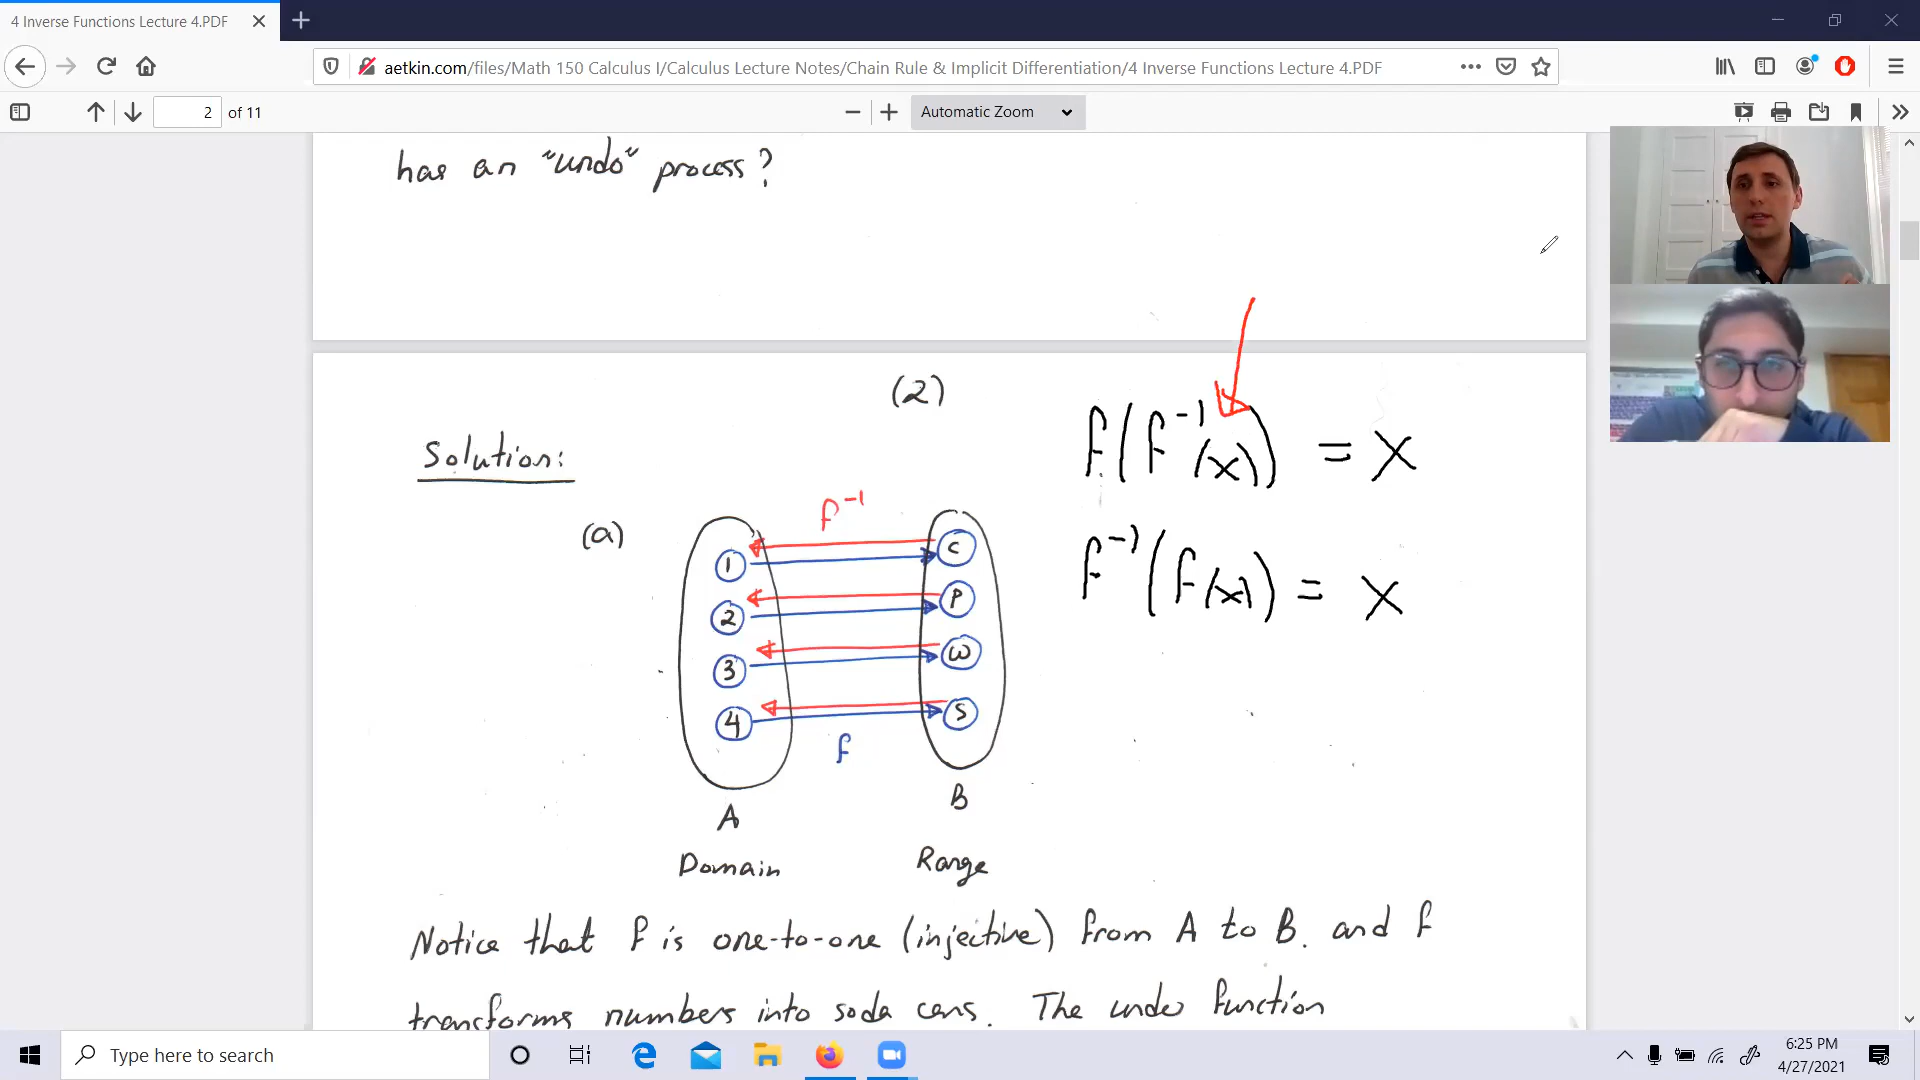 4 Inverse Functions Lecture 4.PDF
aetkin.com/files/Math 150 Calculus I/Calculus Lecture Notes/Chain Rule & Implicit Differentiation/4 Inverse Functions Lecture 4.PDF
2 of 11
Automatic Zoom
has an "undo" process?
(2)
Solution:
f(f⁻¹(x)) = x
f⁻¹(f(x)) = x
(a)
f⁻¹
1 C
2 P
3 W
4 S
f
A B
Domain Range
Notice that f is one-to-one (injective) from A to B. and f
transforms numbers into soda cans. The undo function
Type here to search
6:25 PM
4/27/2021